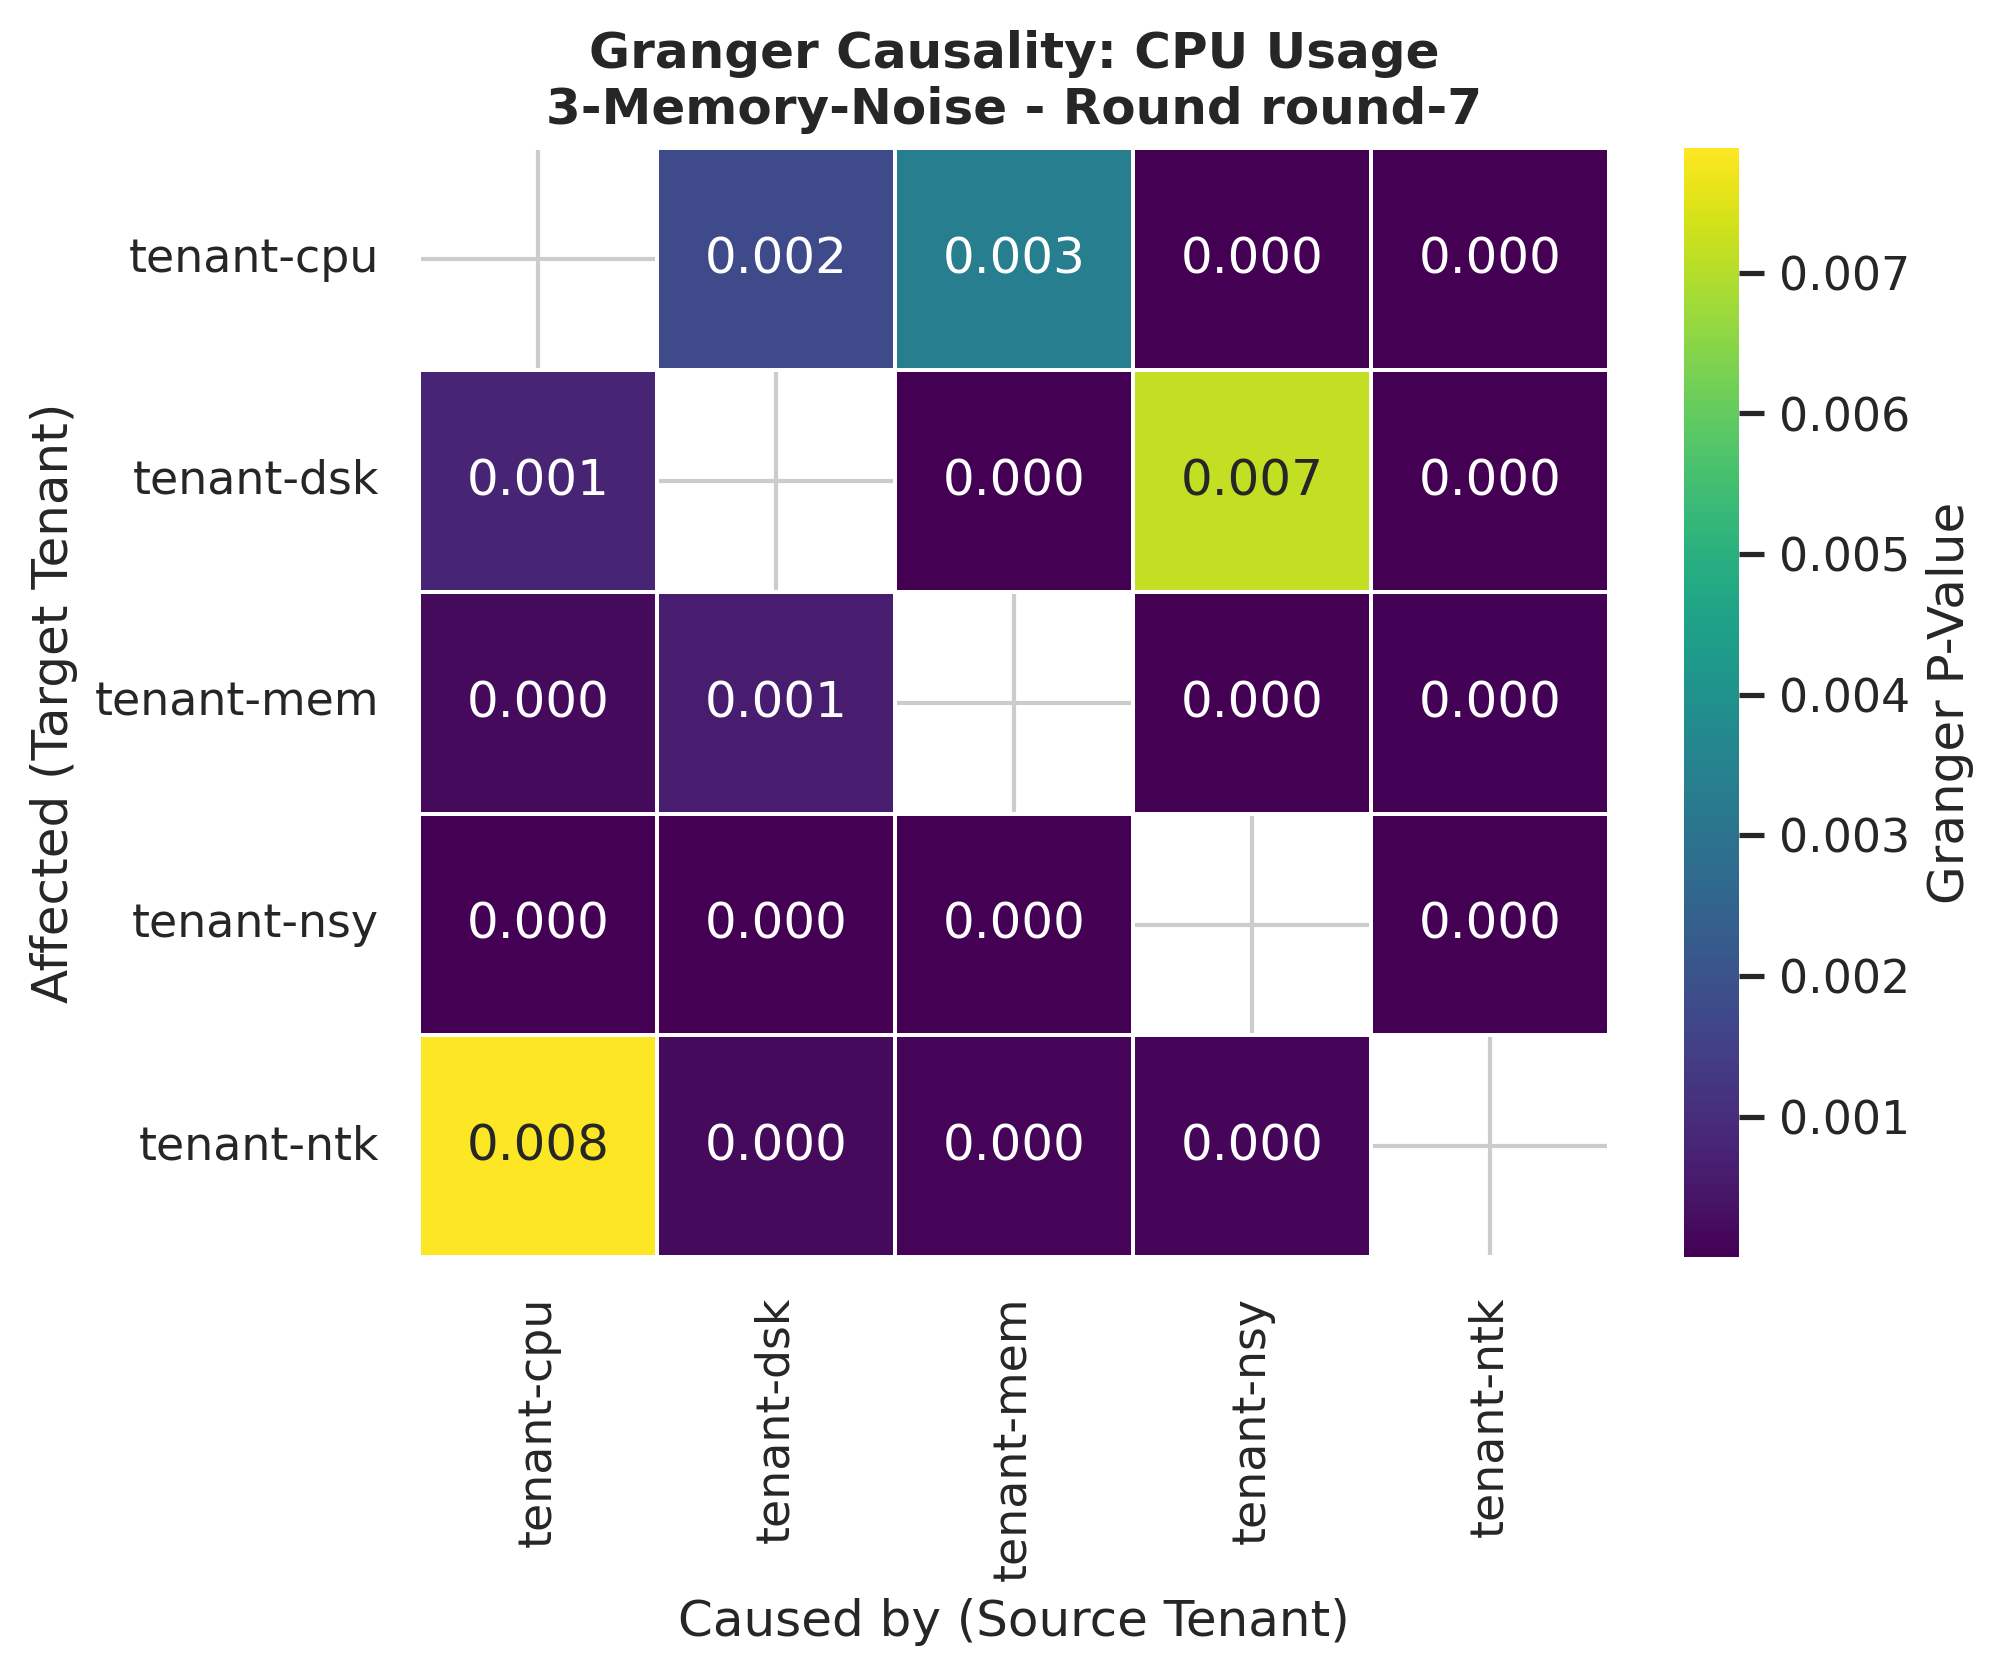 Granger Causality: CPU Usage
3-Memory-Noise - Round round-7
Affected (Target Tenant)
tenant-cpu
0.002 0.003 0.000 0.000
tenant-dsk
0.001 0.000 0.007 0.000
tenant-mem
0.000 0.001 0.000 0.000
tenant-nsy
0.000 0.000 0.000 0.000
tenant-ntk
0.008 0.000 0.000 0.000
tenant-cpu
tenant-dsk
tenant-mem
tenant-nsy
tenant-ntk
Caused by (Source Tenant)
0.007
0.006
0.005
0.004
0.003
0.002
0.001
Granger P-Value